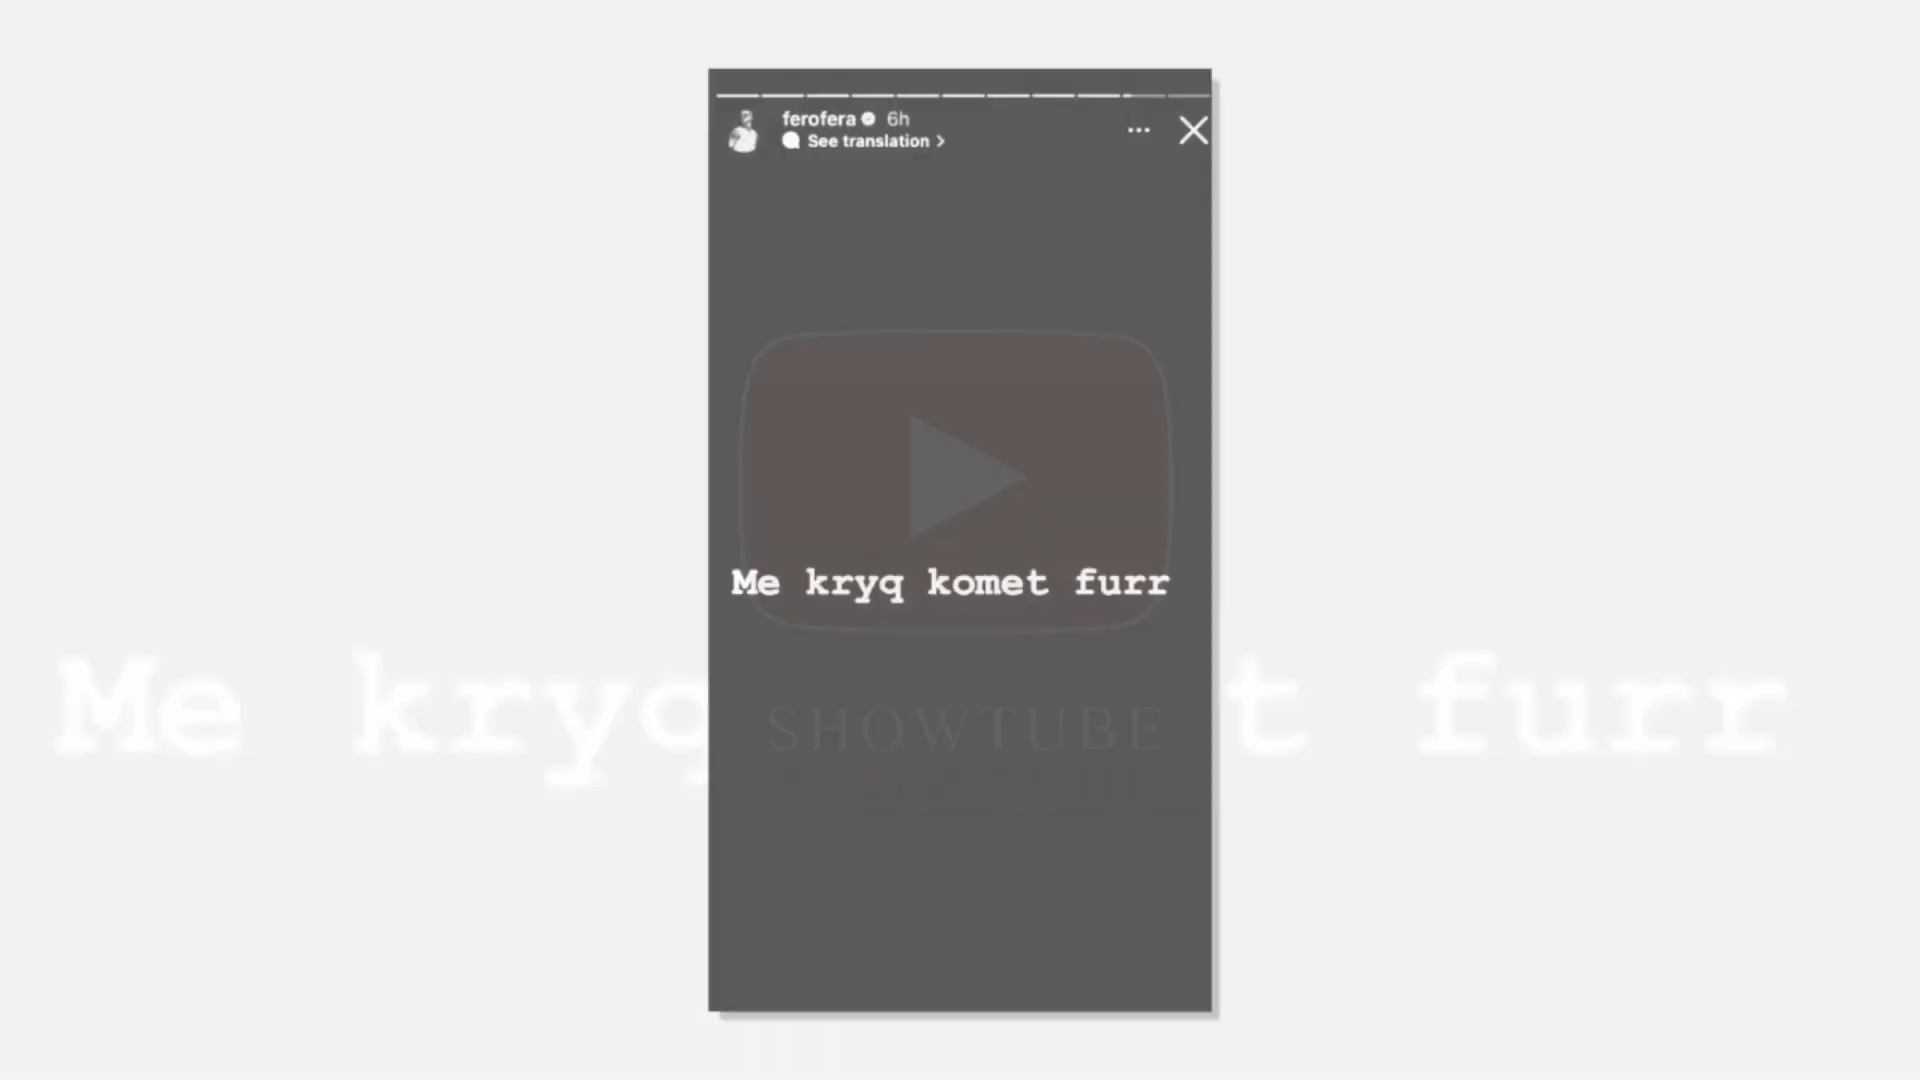 ferofera 6h
See translation
Me kryq komet furr
Me kryq t furr
SHOWTUBE